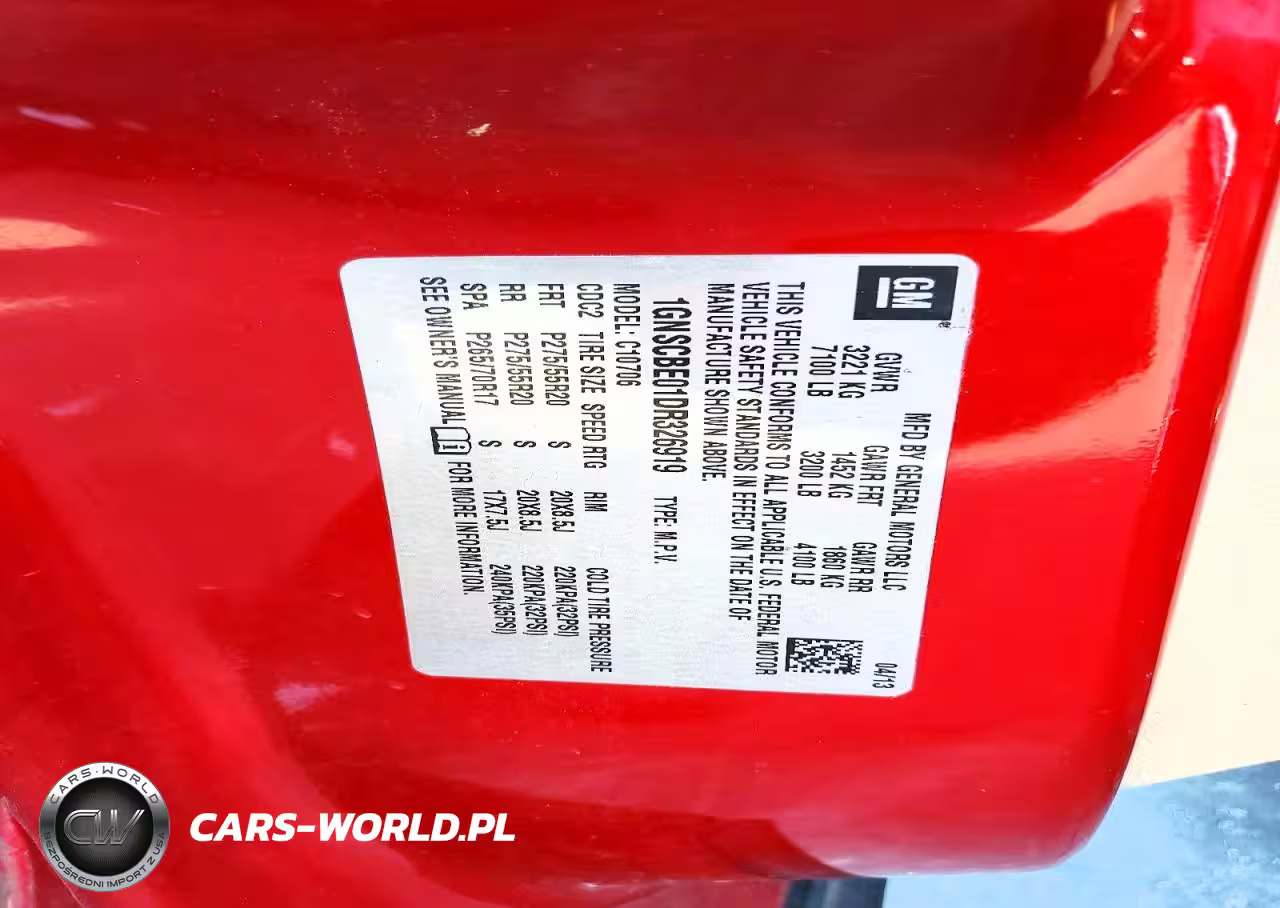 GM
MFD BY GENERAL MOTORS LLC 04/13
GVWR GAWR FRT GAWR RR
3221 KG 1452 KG 1860 KG
7100 LB 3200 LB 4100 LB
THIS VEHICLE CONFORMS TO ALL APPLICABLE U.S. FEDERAL MOTOR
VEHICLE SAFETY STANDARDS IN EFFECT ON THE DATE OF
MANUFACTURE SHOWN ABOVE.
1GNSCBE01DR326919 TYPE: M.P.V.
MODEL: C10706
CDC2 TIRE SIZE SPEED RTG RIM COLD TIRE PRESSURE
FRT P275/55R20 S 20X8.5J 220KPA(32PSI)
RR P275/55R20 S 20X8.5J 220KPA(32PSI)
SPA P265/70R17 S 17X7.5J 240KPA(35PSI)
SEE OWNER'S MANUAL FOR MORE INFORMATION.
CARS-WORLD
CW
BEZPOŚREDNI IMPORT Z USA
CARS-WORLD.PL